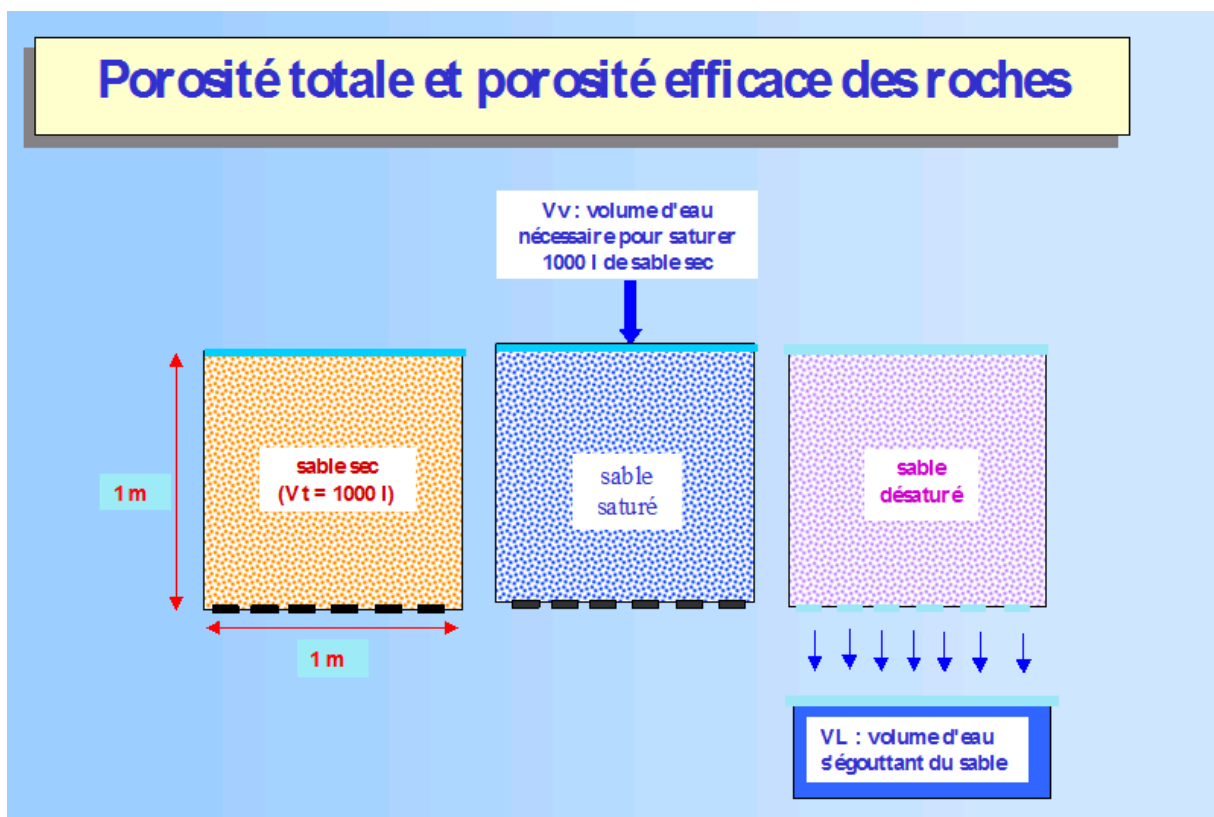 Porosité totale et porosité efficace des roches
Vv : volume d'eau
nécessaire pour saturer
1000 l de sable sec
sable sec
(Vt = 1000 l)
sable
saturé
sable
désaturé
1 m
1 m
VL : volume d'eau
s'égouttant du sable